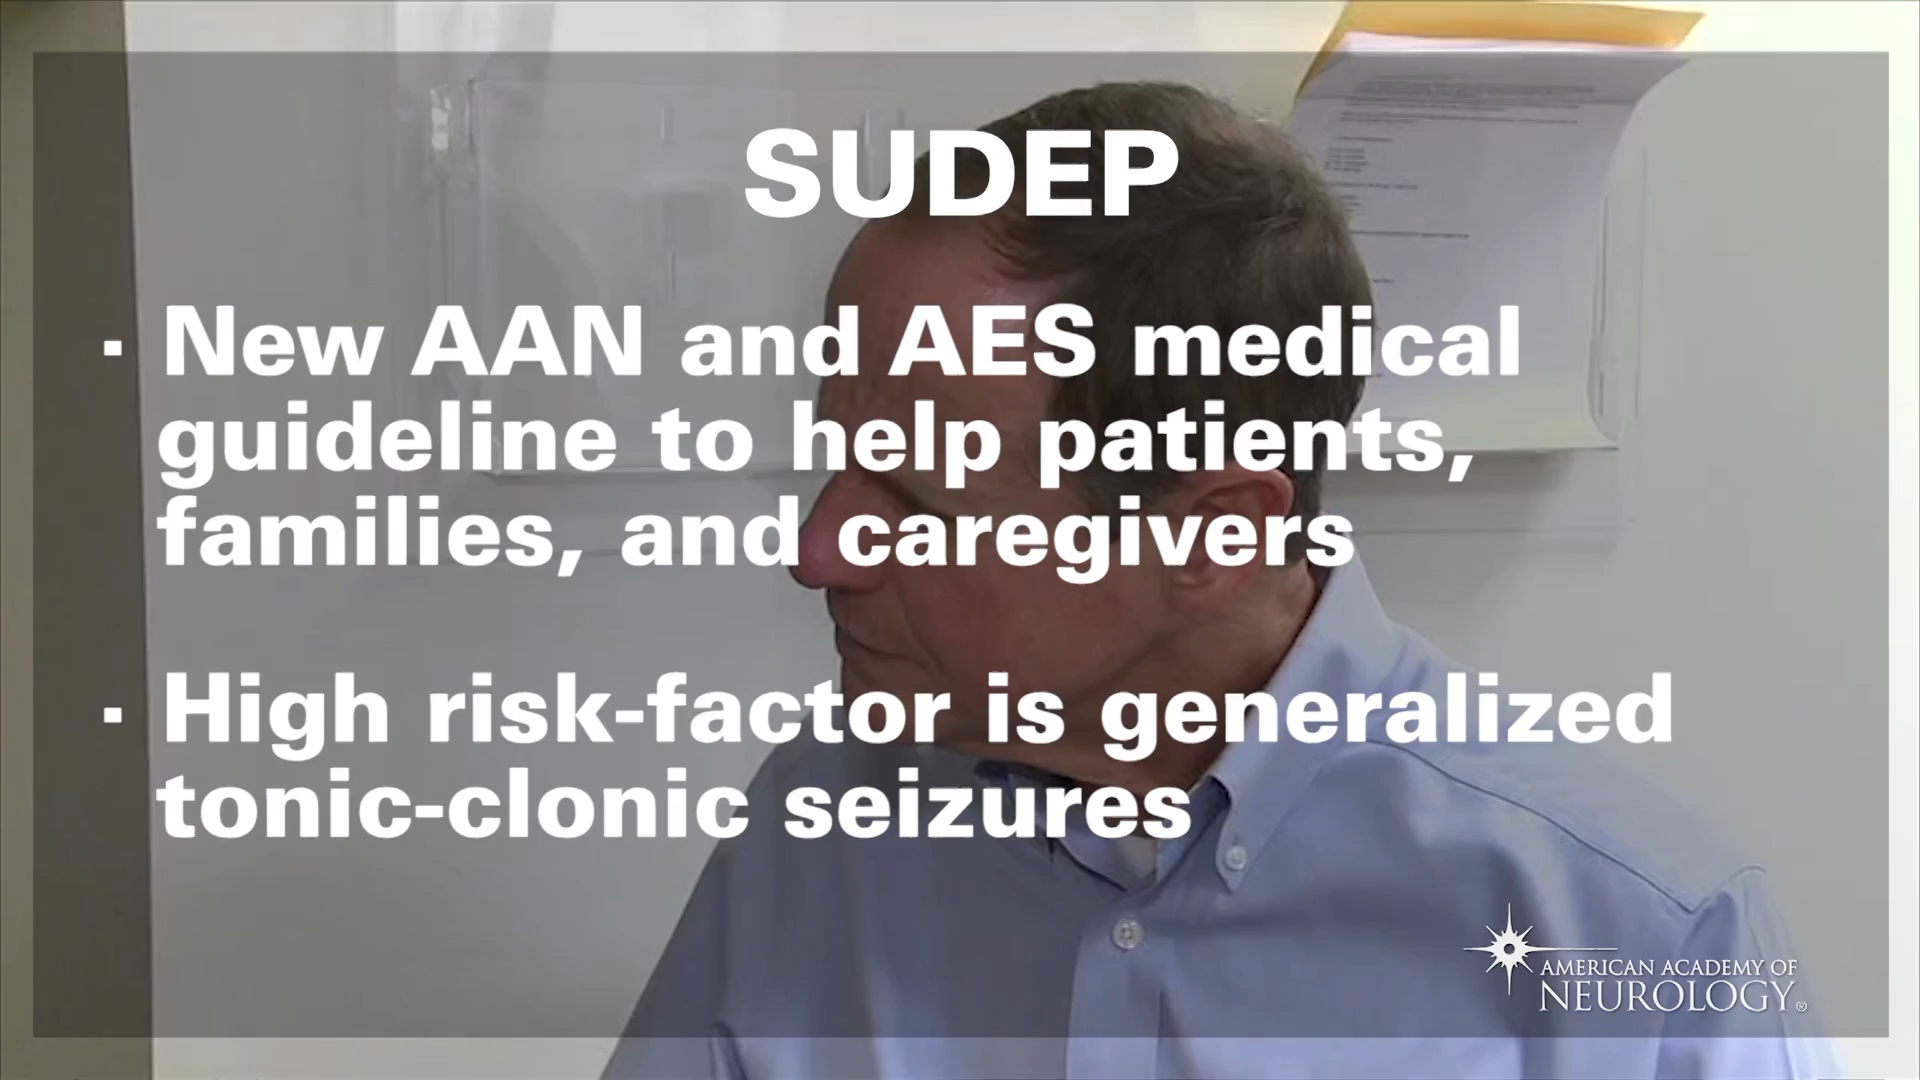 SUDEP
▪ New AAN and AES medical
guideline to help patients,
families, and caregivers
▪ High risk-factor is generalized
tonic-clonic seizures
AMERICAN ACADEMY OF
NEUROLOGY®